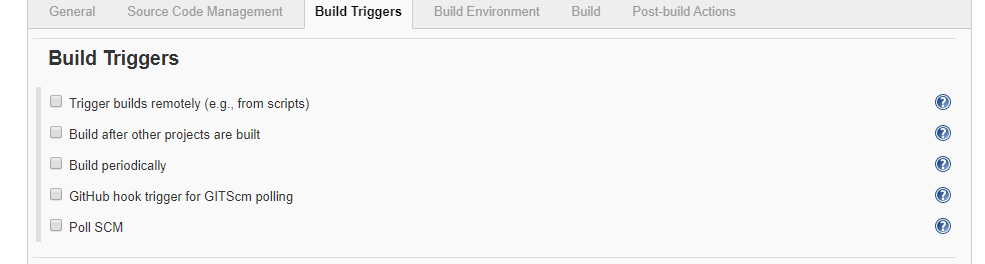 General Source Code Management Build Triggers Build Environment Build Post-build Actions
Build Triggers
Trigger builds remotely (e.g., from scripts) ?
Build after other projects are built ?
Build periodically ?
GitHub hook trigger for GITScm polling ?
Poll SCM ?